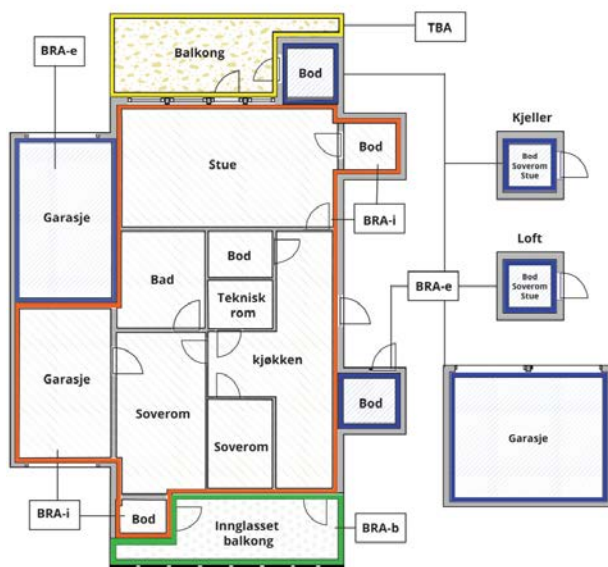 TBA
BRA-e
Balkong
Bod
Kjeller
Bod
Soverom
Stue
Stue
Bod
Garasje
BRA-i
Loft
Bod
Soverom
Stue
Bad
Bod
Teknisk
rom
BRA-e
Garasje
kjøkken
Bod
Garasje
Soverom
Soverom
BRA-i
Bod
Innglasset
balkong
BRA-b